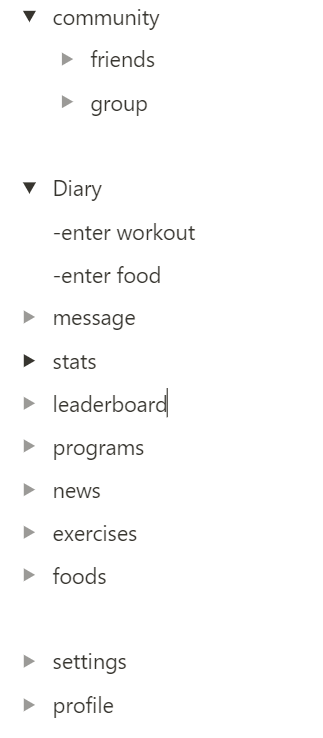 community
friends
group
Diary
-enter workout
-enter food
message
stats
leaderboard
programs
news
exercises
foods
settings
profile